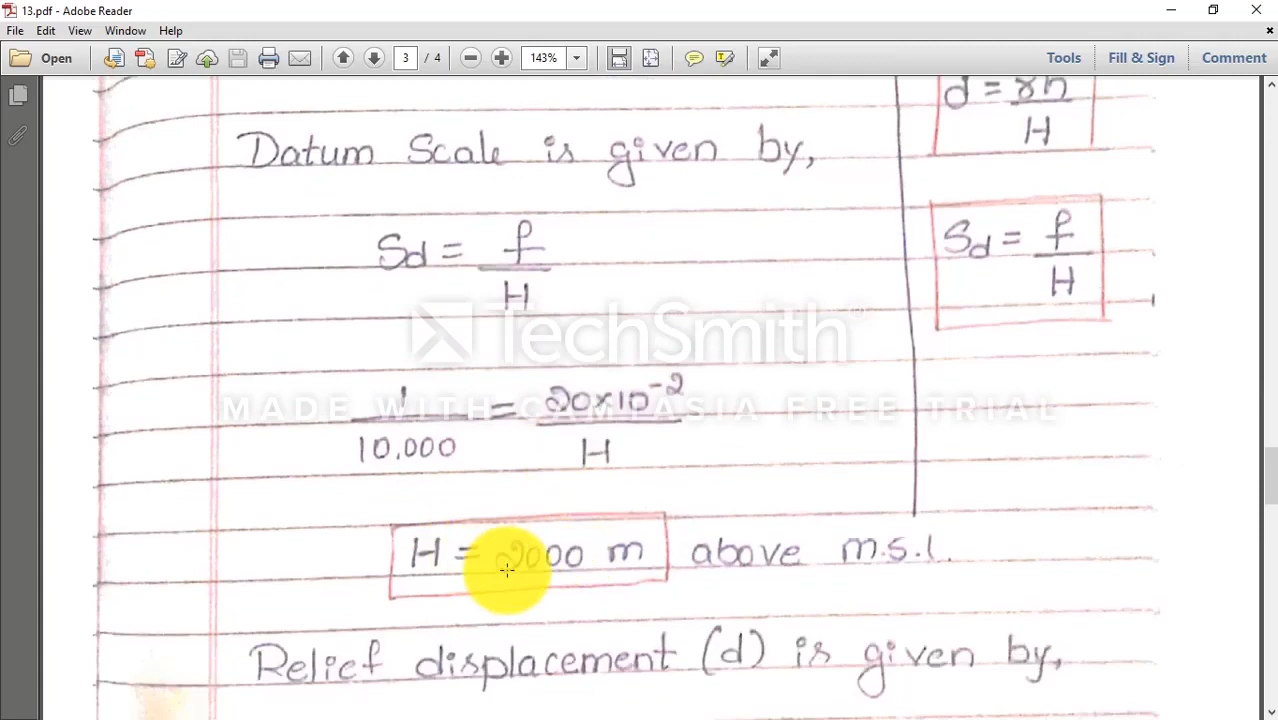 13.pdf - Adobe Reader
File Edit View Window Help
Open 3 / 4 143% Tools Fill & Sign Comment
d = rh
H
Datum Scale is given by,
Sd = f
H
Sd = f
H
TechSmith
MADE WITH CAMTASIA FREE TRIAL
1 = 20×10⁻²
10,000 H
H = 2000 m above m.s.l.
Relief displacement (d) is given by,